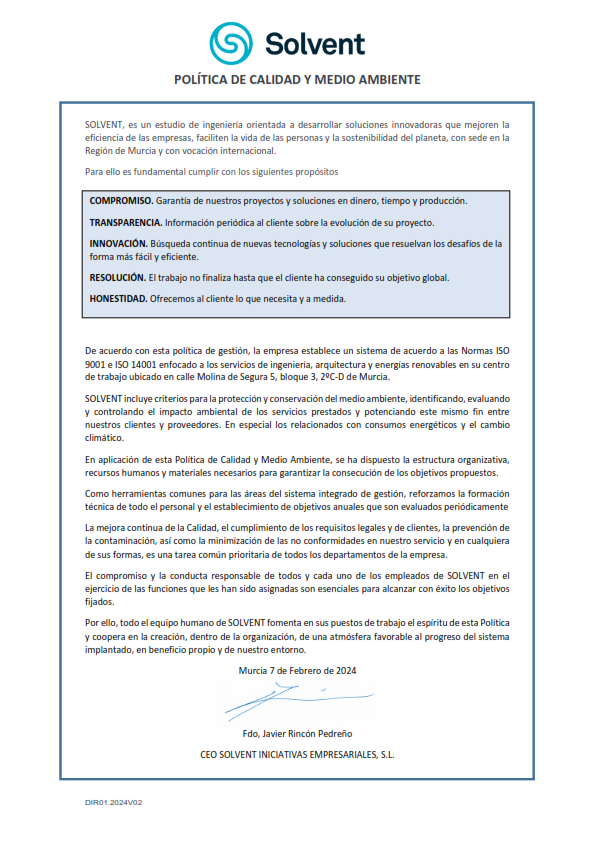 Solvent
POLÍTICA DE CALIDAD Y MEDIO AMBIENTE
SOLVENT, es un estudio de ingeniería orientada a desarrollar soluciones innovadoras que mejoren la
eficiencia de las empresas, faciliten la vida de las personas y la sostenibilidad del planeta, con sede en la
Región de Murcia y con vocación internacional.
Para ello es fundamental cumplir con los siguientes propósitos
COMPROMISO. Garantía de nuestros proyectos y soluciones en dinero, tiempo y producción.
TRANSPARENCIA. Información periódica al cliente sobre la evolución de su proyecto.
INNOVACIÓN. Búsqueda continua de nuevas tecnologías y soluciones que resuelvan los desafíos de la
forma más fácil y eficiente.
RESOLUCIÓN. El trabajo no finaliza hasta que el cliente ha conseguido su objetivo global.
HONESTIDAD. Ofrecemos al cliente lo que necesita y a medida.
De acuerdo con esta política de gestión, la empresa establece un sistema de acuerdo a las Normas ISO
9001 e ISO 14001 enfocado a los servicios de ingeniería, arquitectura y energías renovables en su centro
de trabajo ubicado en calle Molina de Segura 5, bloque 3, 2ºC-D de Murcia.
SOLVENT incluye criterios para la protección y conservación del medio ambiente, identificando, evaluando
y controlando el impacto ambiental de los servicios prestados y potenciando este mismo fin entre
nuestros clientes y proveedores. En especial los relacionados con consumos energéticos y el cambio
climático.
En aplicación de esta Política de Calidad y Medio Ambiente, se ha dispuesto la estructura organizativa,
recursos humanos y materiales necesarios para garantizar la consecución de los objetivos propuestos.
Como herramientas comunes para las áreas del sistema integrado de gestión, reforzamos la formación
técnica de todo el personal y el establecimiento de objetivos anuales que son evaluados periódicamente
La mejora continua de la Calidad, el cumplimiento de los requisitos legales y de clientes, la prevención de
la contaminación, así como la minimización de las no conformidades en nuestro servicio y en cualquiera
de sus formas, es una tarea común prioritaria de todos los departamentos de la empresa.
El compromiso y la conducta responsable de todos y cada uno de los empleados de SOLVENT en el
ejercicio de las funciones que les han sido asignadas son esenciales para alcanzar con éxito los objetivos
fijados.
Por ello, todo el equipo humano de SOLVENT fomenta en sus puestos de trabajo el espíritu de esta Política
y coopera en la creación, dentro de la organización, de una atmósfera favorable al progreso del sistema
implantado, en beneficio propio y de nuestro entorno.
Murcia 7 de Febrero de 2024
Fdo, Javier Rincón Pedreño
CEO SOLVENT INICIATIVAS EMPRESARIALES, S.L.
DIR01.2024V02